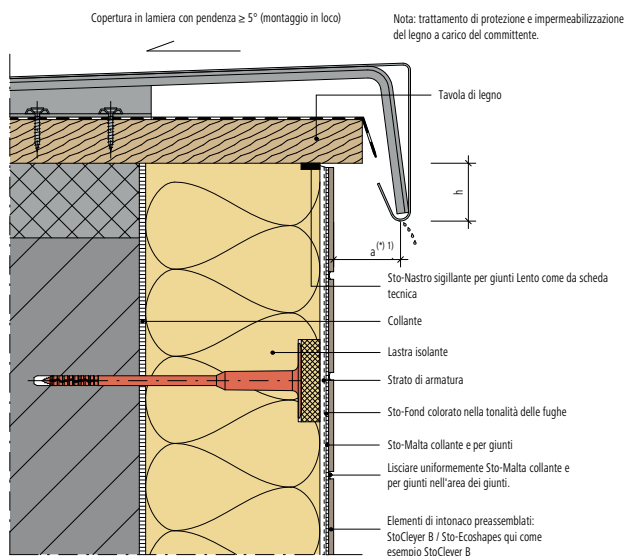 Copertura in lamiera con pendenza ≥ 5° (montaggio in loco)
Nota: trattamento di protezione e impermeabilizzazione
del legno a carico del committente.
Tavola di legno
h
a(*) 1)
Sto-Nastro sigillante per giunti Lento come da scheda
tecnica
Collante
Lastra isolante
Strato di armatura
Sto-Fond colorato nella tonalità delle fughe
Sto-Malta collante e per giunti
Lisciare uniformemente Sto-Malta collante e
per giunti nell'area dei giunti.
Elementi di intonaco preassemblati:
StoCleyer B / Sto-Ecoshapes qui come
esempio StoClever B